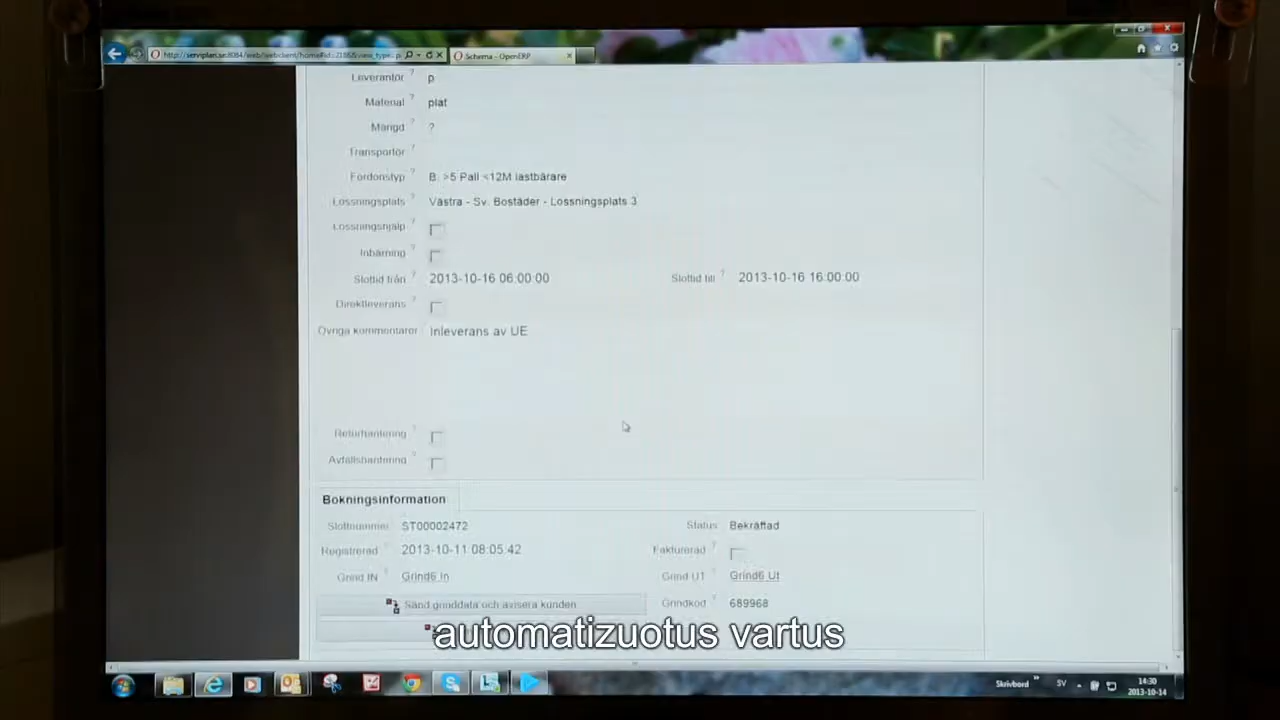 Schema - OpenERP
Leverantör ? p
Material ? plat
Mängd ? ?
Transportör ?
Fordonstyp ? B: >5 Pall <12M lastbärare
Lossningsplats ? Västra - Sv. Bostäder - Lossningsplats 3
Lossningshjälp ?
Inbärning ?
Slottid från ? 2013-10-16 06:00:00 Slottid till ? 2013-10-16 16:00:00
Direktleverans ?
Övriga kommentarer Inleverans av UE
Returhantering ?
Avfallshantering ?
Bokningsinformation
Slottnummer ST00002472 Status Bekräftad
Registrerad ? 2013-10-11 08:05:42 Fakturerad ?
Grind IN ? Grind6 In Grind UT ? Grind6 Ut
Sänd grinddata och avisera kunden Grindkod ? 689968
automatizuotus vartus
Skrivbord SV 14:30
2013-10-14